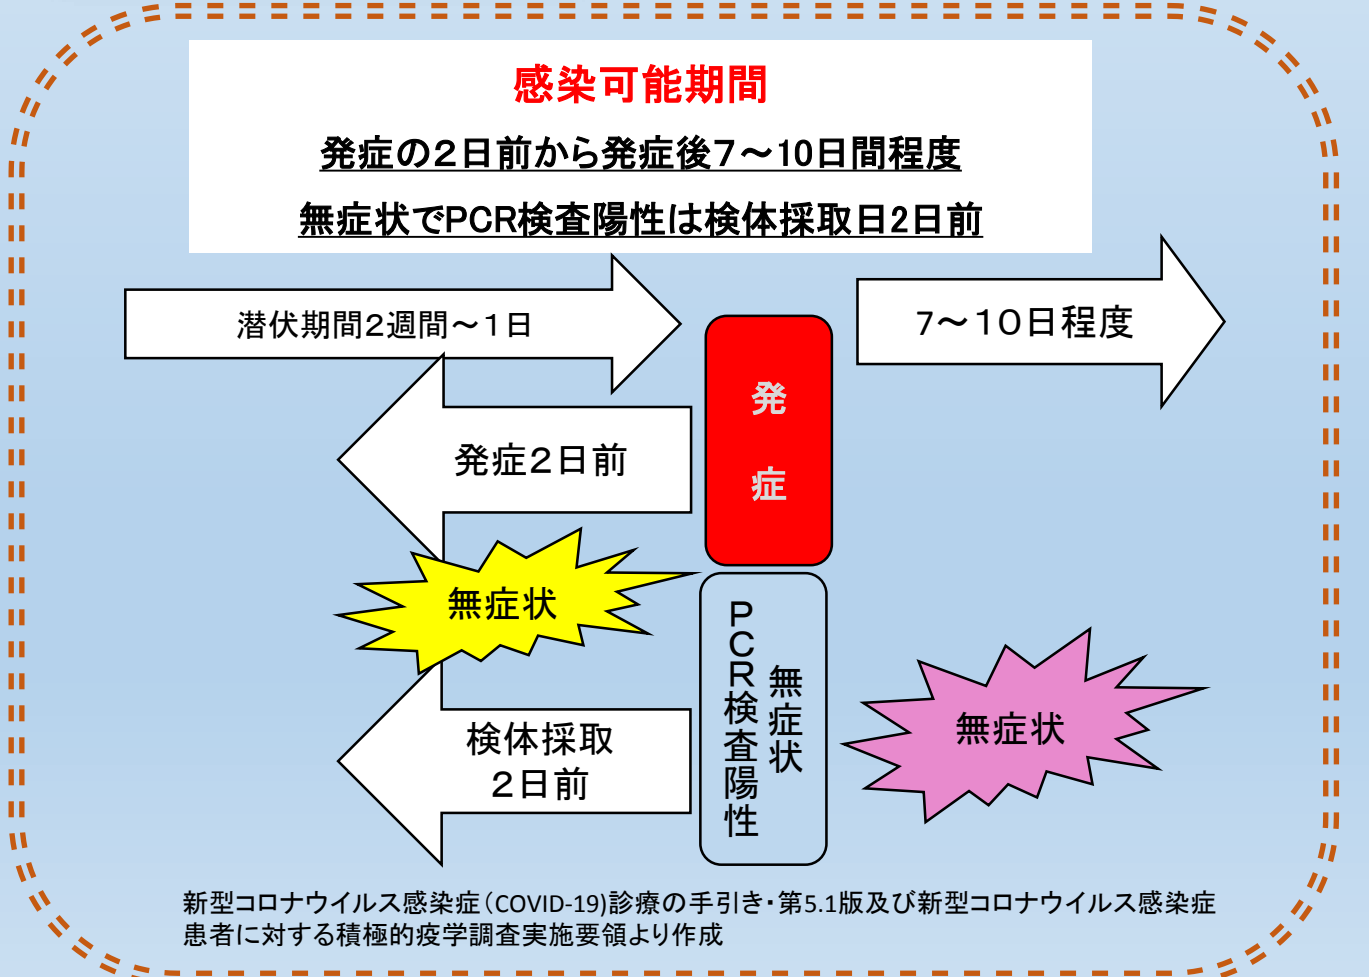 感染可能期間
発症の２日前から発症後７～10日間程度
無症状でPCR検査陽性は検体採取日2日前
潜伏期間２週間～１日
7～１０日程度
発症
発症２日前
無症状
無症状
PCR検査陽性
無症状
検体採取
２日前
新型コロナウイルス感染症（COVID-19)診療の手引き・第5.1版及び新型コロナウイルス感染症
患者に対する積極的疫学調査実施要領より作成